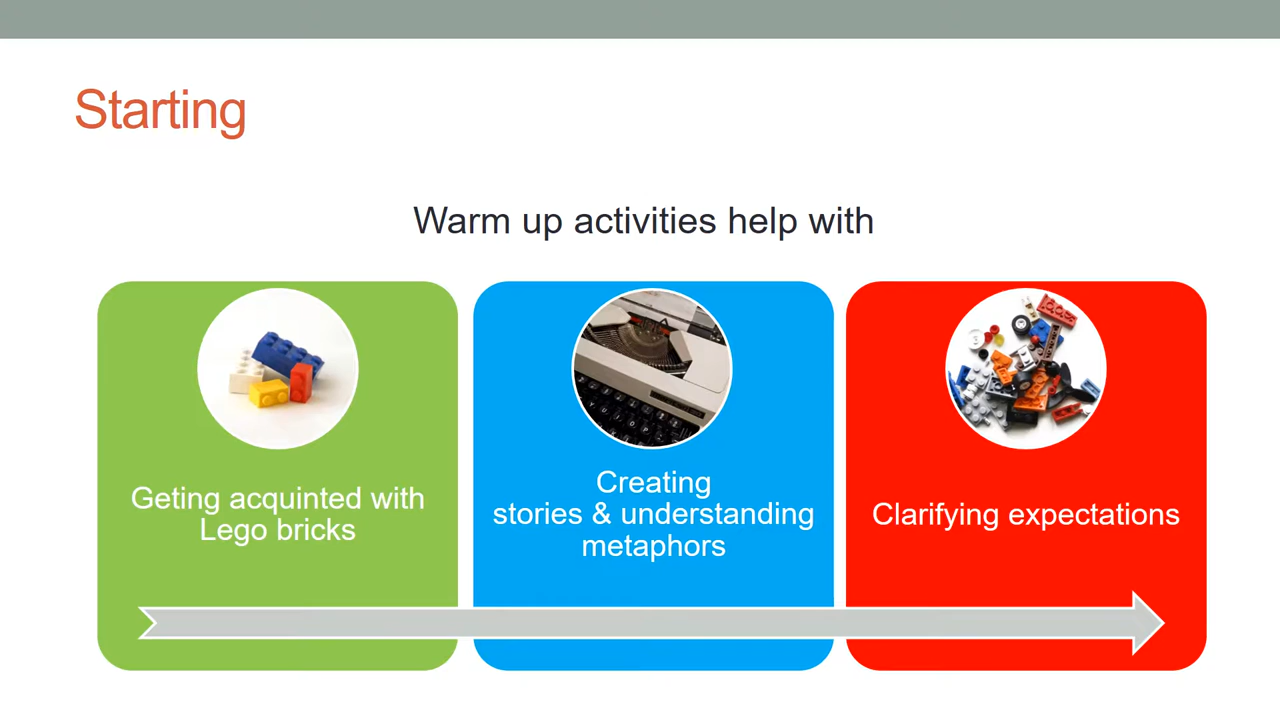 Starting
Warm up activities help with
Geting acquinted with
Lego bricks
Creating
stories & understanding
metaphors
Clarifying expectations